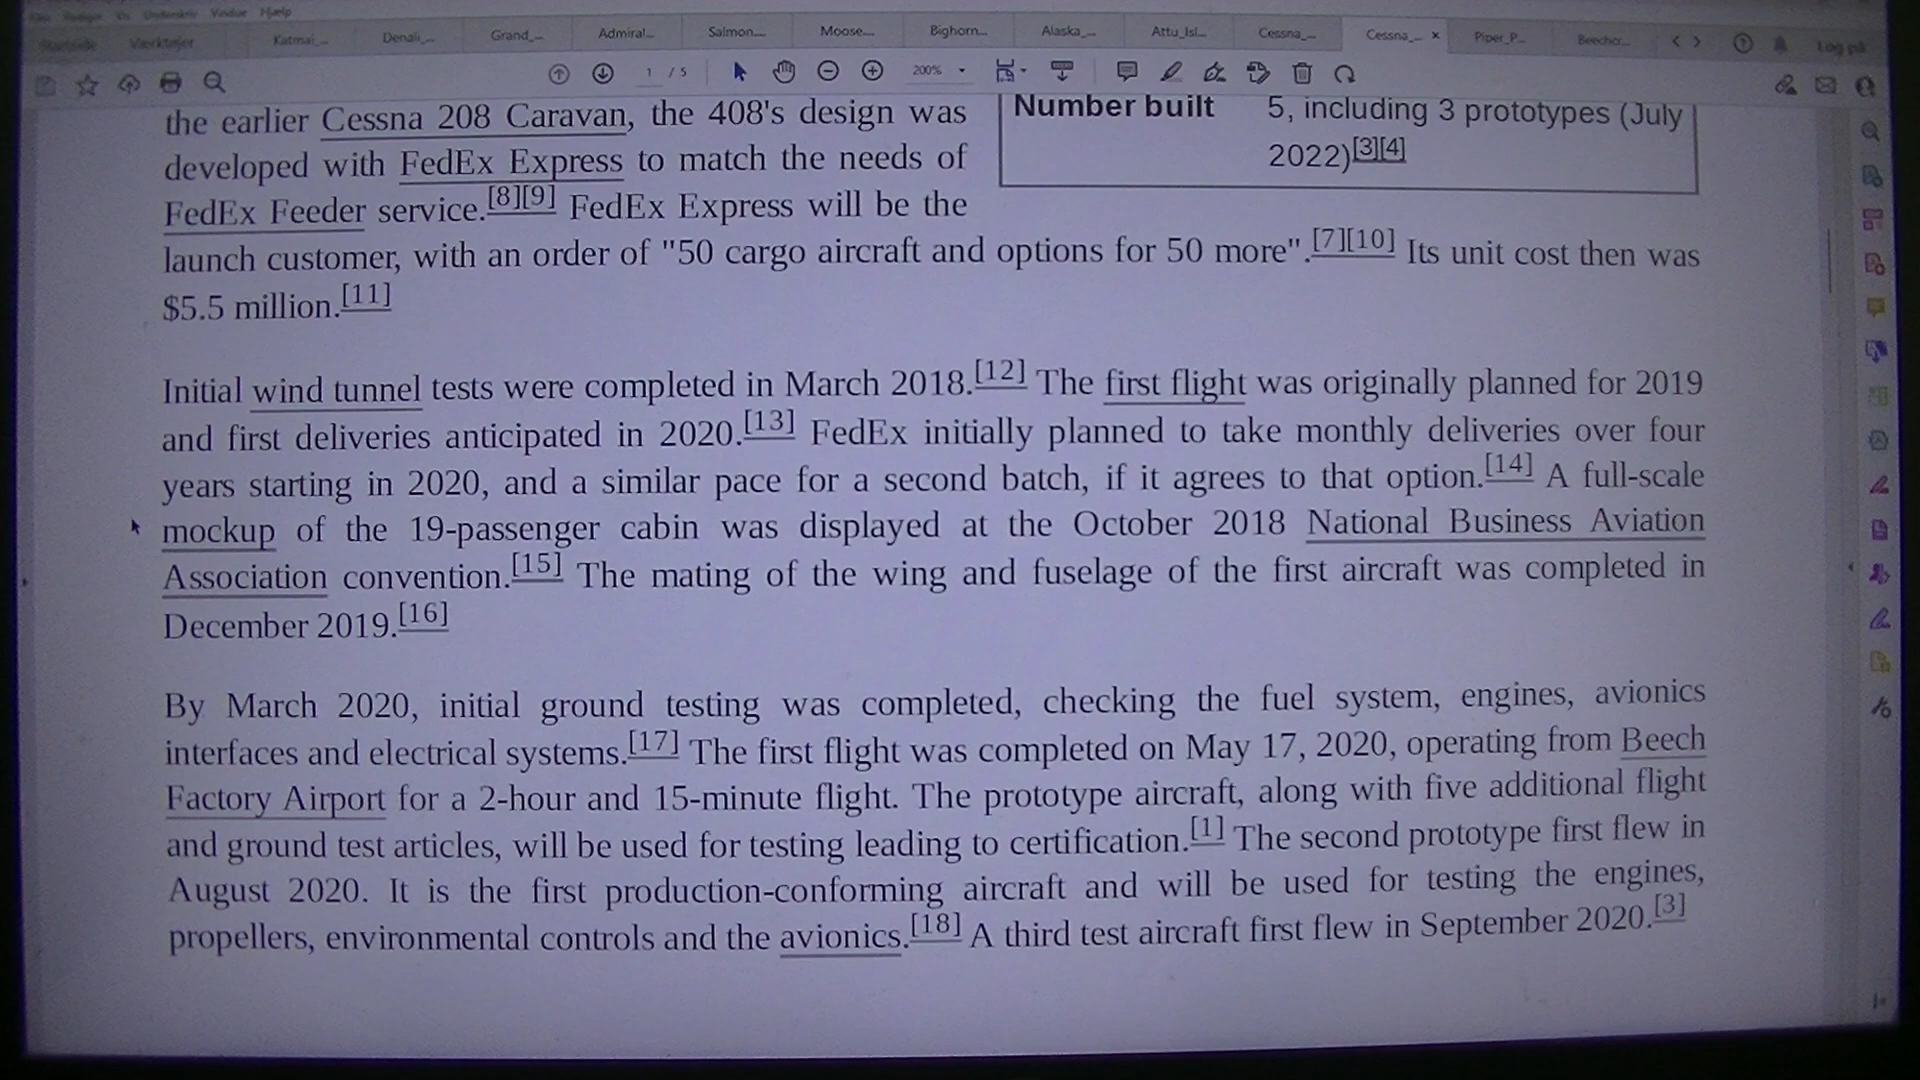 Vindue Hjælp
Startside Værktøjer Katmai_... Denali_... Grand_... Admiral... Salmon.... Moose.... Bighorn... Alaska_... Attu_Isl... Cessna_... Cessna_... × Piper_P... Beechcr... Log på
1 / 5 200%
the earlier Cessna 208 Caravan, the 408's design was
developed with FedEx Express to match the needs of
FedEx Feeder service.[8][9] FedEx Express will be the
launch customer, with an order of "50 cargo aircraft and options for 50 more".[7][10] Its unit cost then was
$5.5 million.[11]
Number built 5, including 3 prototypes (July
2022)[3][4]
Initial wind tunnel tests were completed in March 2018.[12] The first flight was originally planned for 2019
and first deliveries anticipated in 2020.[13] FedEx initially planned to take monthly deliveries over four
years starting in 2020, and a similar pace for a second batch, if it agrees to that option.[14] A full-scale
mockup of the 19-passenger cabin was displayed at the October 2018 National Business Aviation
Association convention.[15] The mating of the wing and fuselage of the first aircraft was completed in
December 2019.[16]
By March 2020, initial ground testing was completed, checking the fuel system, engines, avionics
interfaces and electrical systems.[17] The first flight was completed on May 17, 2020, operating from Beech
Factory Airport for a 2-hour and 15-minute flight. The prototype aircraft, along with five additional flight
and ground test articles, will be used for testing leading to certification.[1] The second prototype first flew in
August 2020. It is the first production-conforming aircraft and will be used for testing the engines,
propellers, environmental controls and the avionics.[18] A third test aircraft first flew in September 2020.[3]